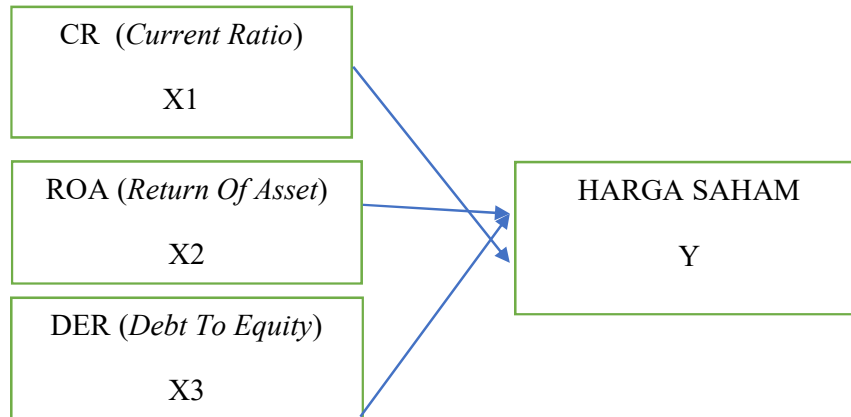 CR (Current Ratio)
X1
ROA (Return Of Asset)
X2
DER (Debt To Equity)
X3
HARGA SAHAM
Y